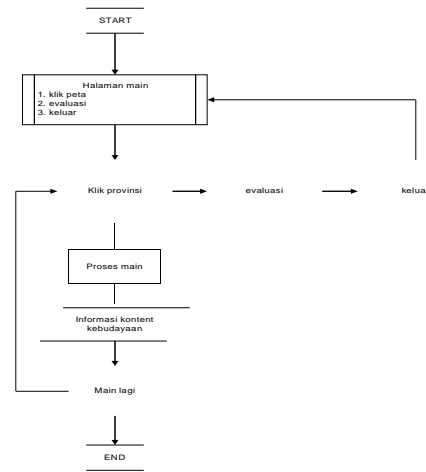 START
Halaman main
1. klik peta
2. evaluasi
3. keluar
Klik provinsi
evaluasi
kelua
Proses main
Informasi kontent
kebudayaan
Main lagi
END